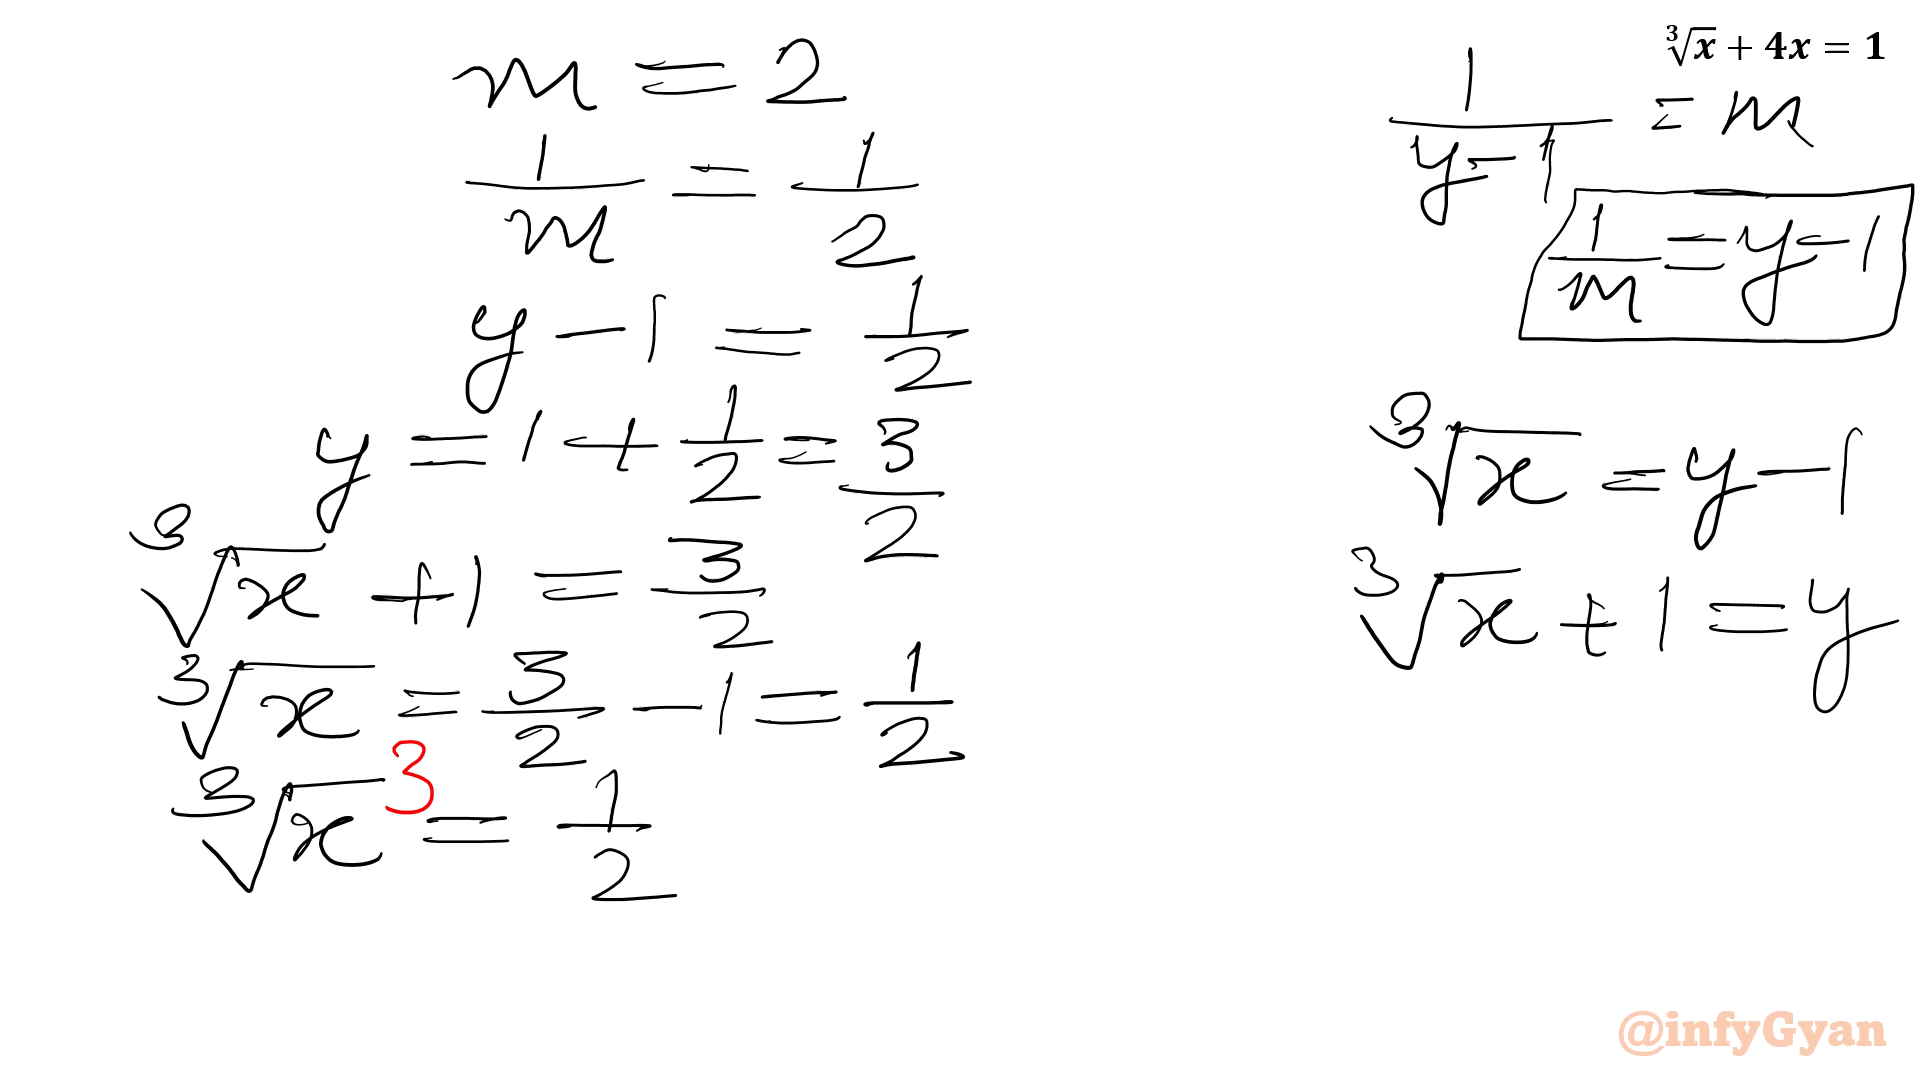 ∛x + 4x = 1
m = 2
1/m = 1/2
y - 1 = 1/2
y = 1 + 1/2 = 3/2
∛x + 1 = 3/2
∛x = 3/2 - 1 = 1/2
∛x³ = 1/2
1/(y-1) = m
1/m = y-1
∛x = y-1
∛x + 1 = y
@infyGyan